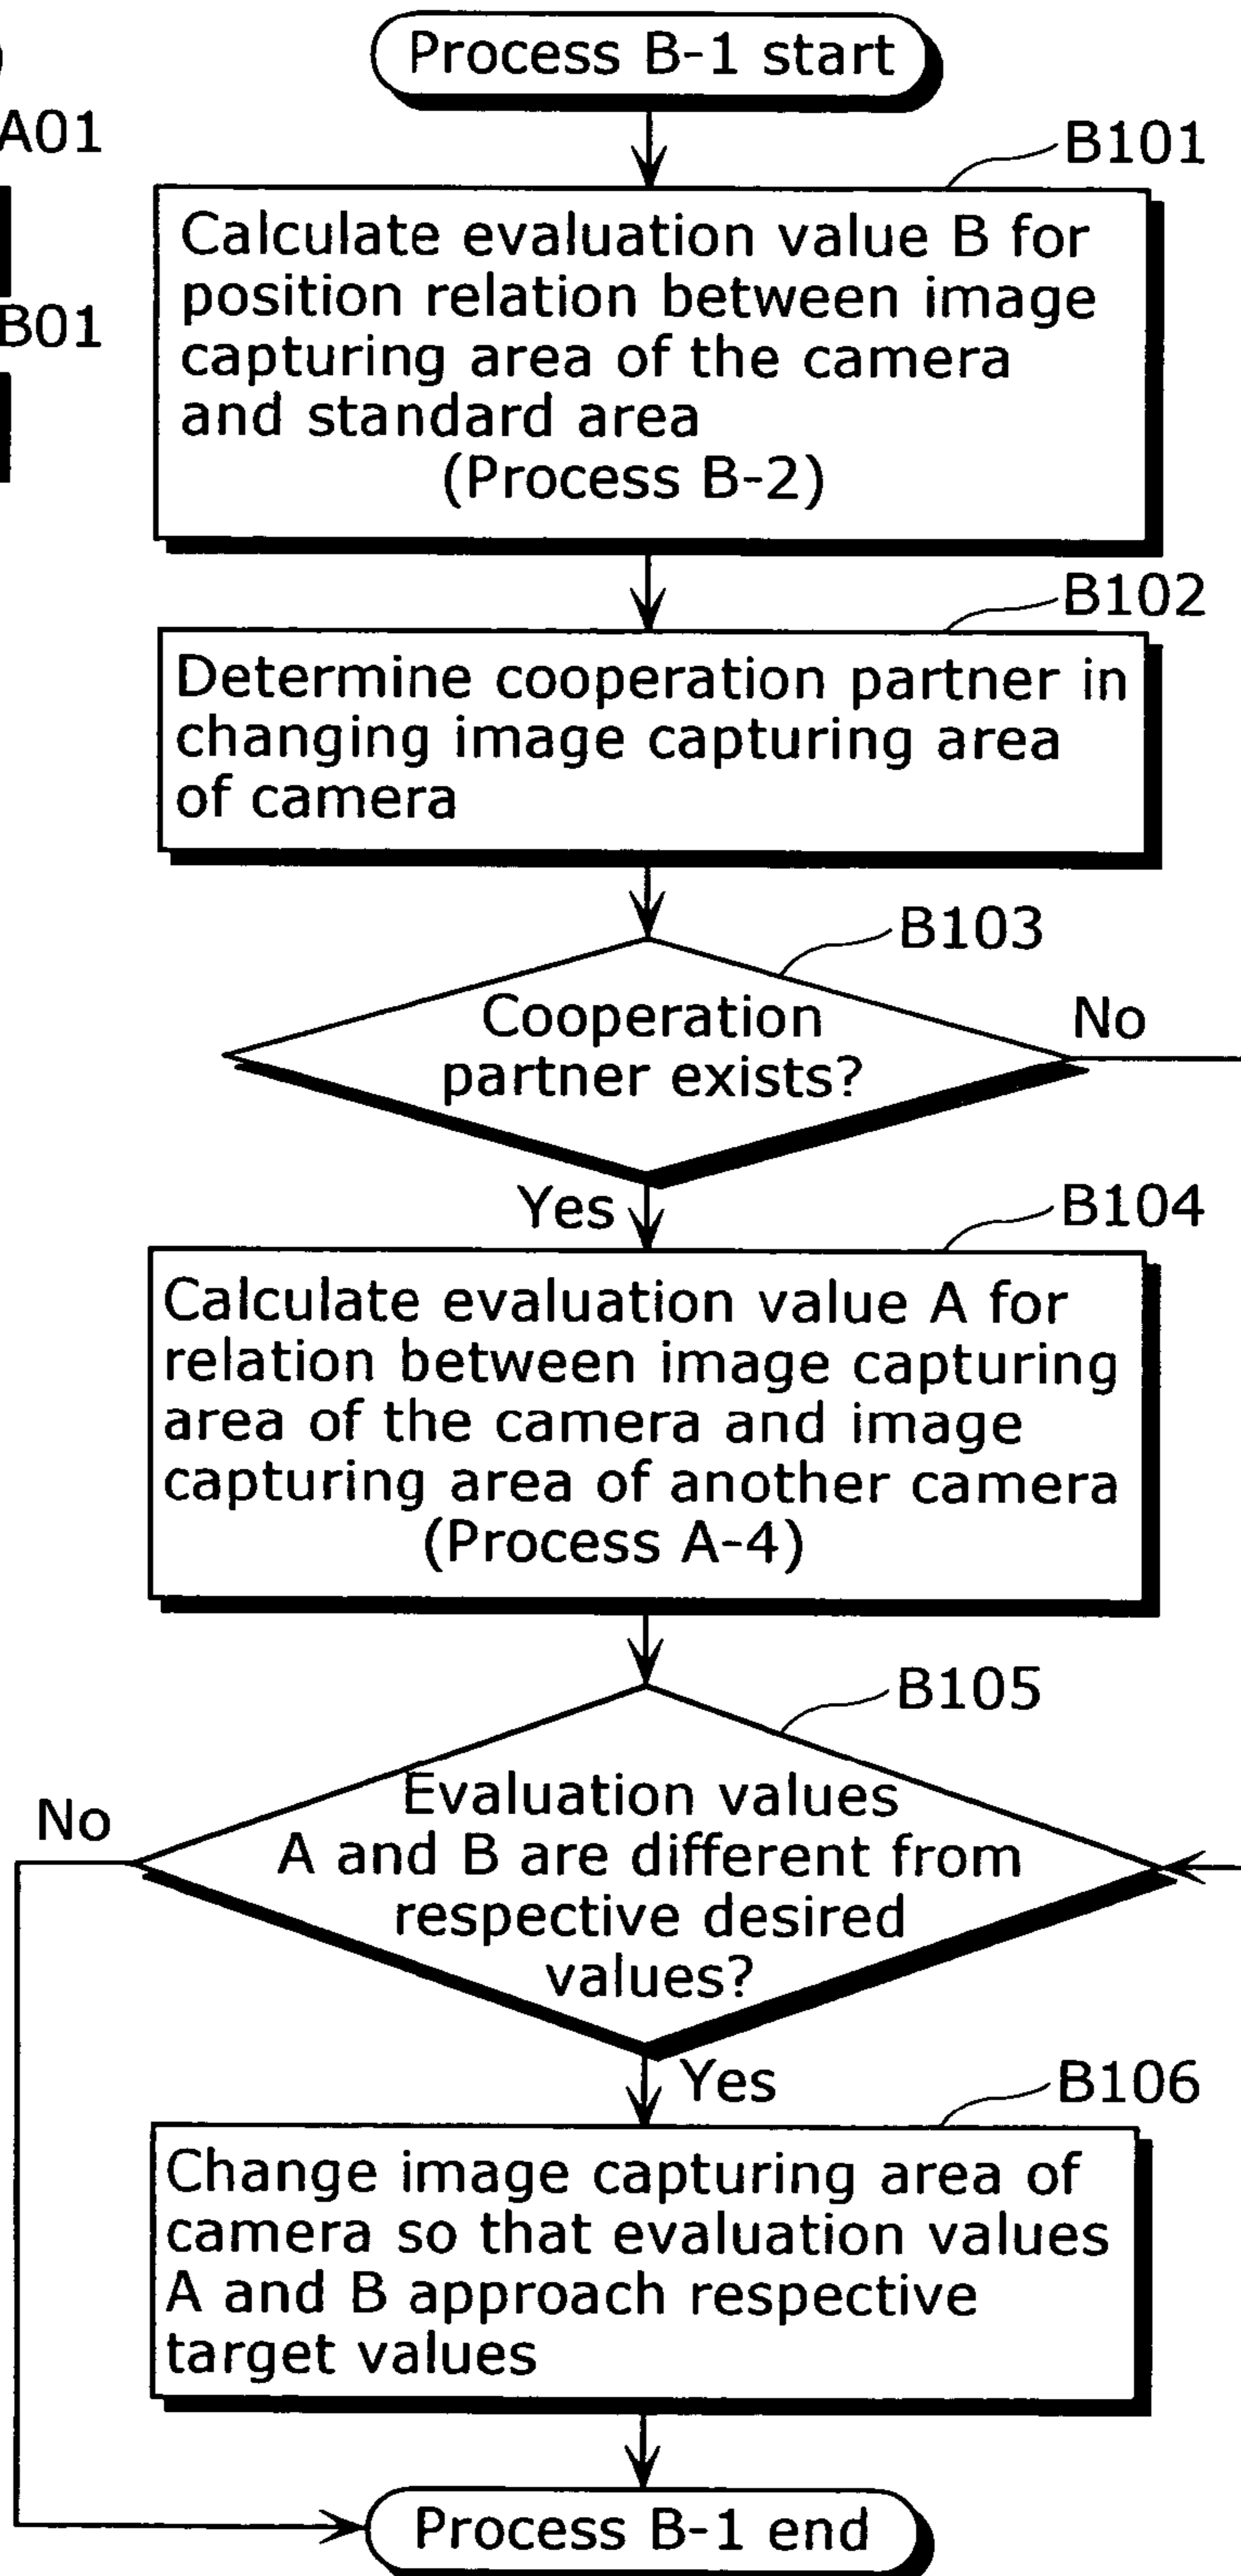 )
Process B-1 start
A01
B101
Calculate evaluation value B for
position relation between image
capturing area of the camera
and standard area
(Process B-2)
B01
B102
Determine cooperation partner in
changing image capturing area
of camera
B103
Cooperation
partner exists?
No
Yes
B104
Calculate evaluation value A for
relation between image capturing
area of the camera and image
capturing area of another camera
(Process A-4)
B105
Evaluation values
A and B are different from
respective desired
values?
No
Yes
B106
Change image capturing area of
camera so that evaluation values
A and B approach respective
target values
Process B-1 end